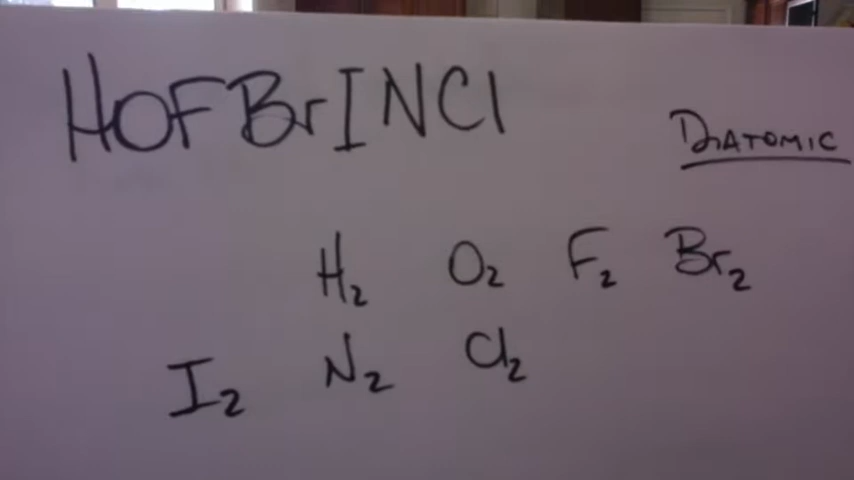 HOFBrINCl
DIATOMIC
H₂ O₂ F₂ Br₂
I₂ N₂ Cl₂